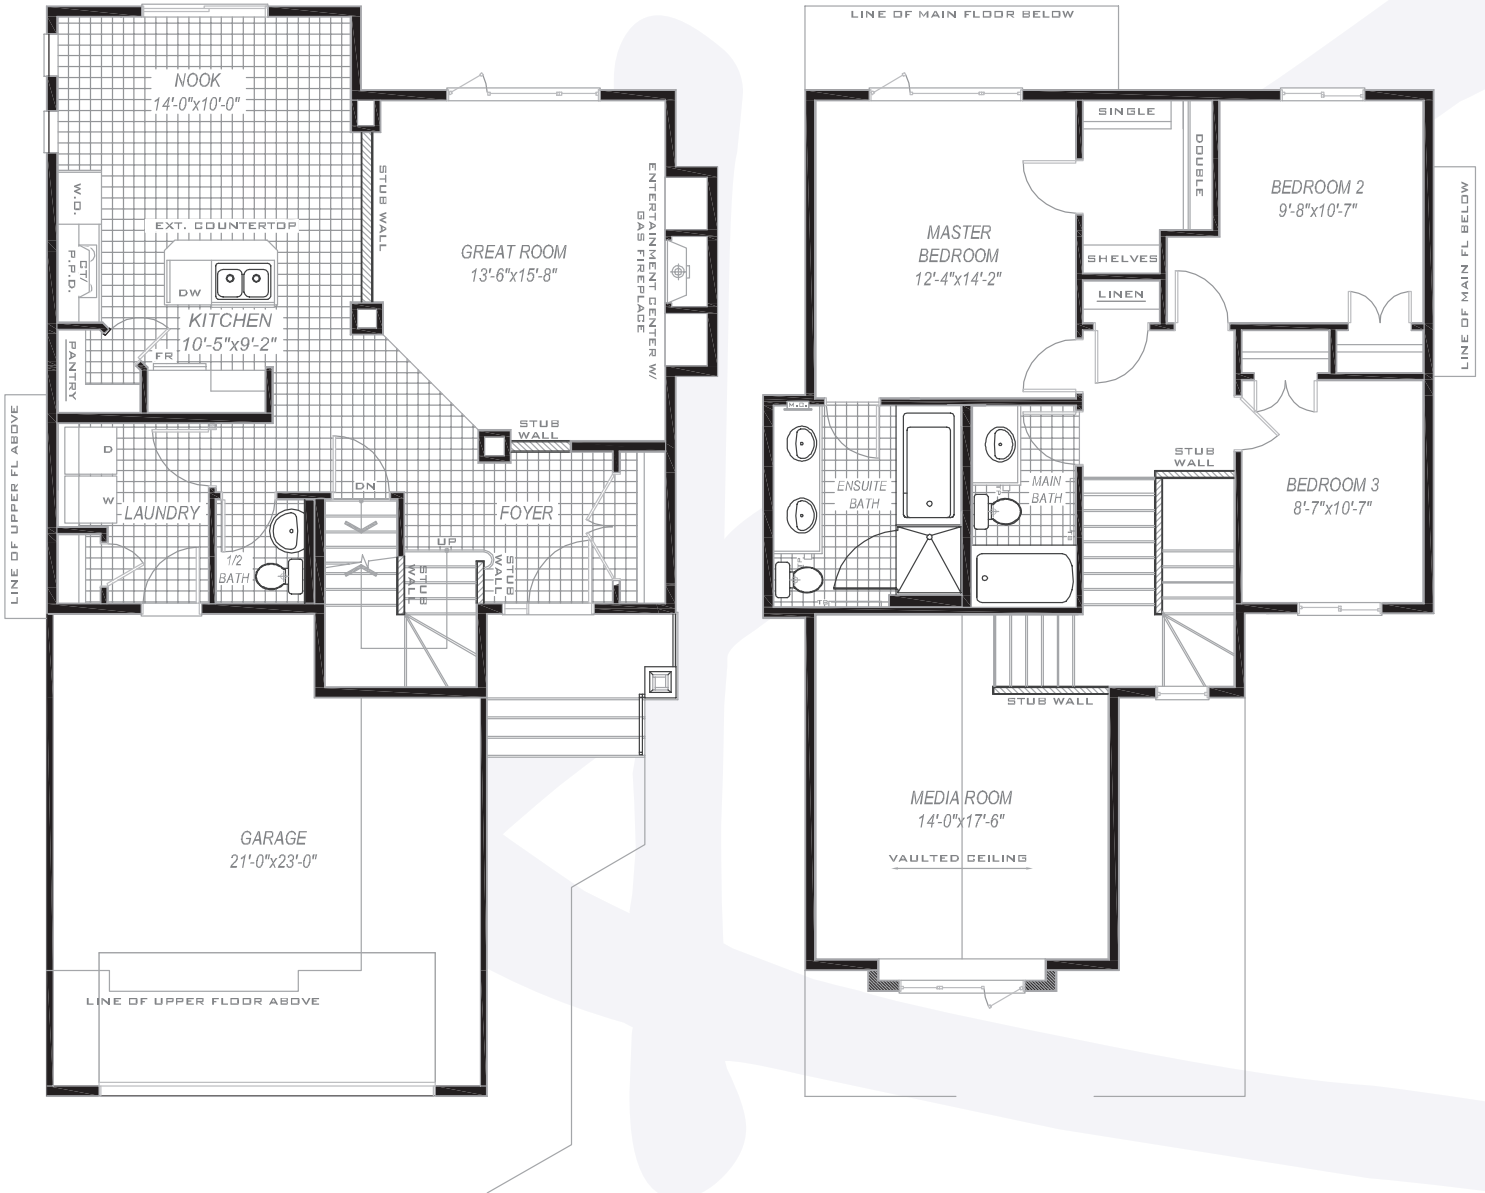 NOOK
14'-0"x10'-0"
STUB WALL
W.O.
CT/
P.P.D.
EXT. COUNTERTOP
DW
KITCHEN
10'-5"x9'-2"
FR
PANTRY
GREAT ROOM
13'-6"x15'-8"
ENTERTAINMENT CENTER W/
GAS FIREPLACE
STUB
WALL
LINE OF UPPER FL ABOVE
D
W
LAUNDRY
1/2
BATH
DN
UP
STUB
WALL
STUB
WALL
FOYER
GARAGE
21'-0"x23'-0"
LINE OF UPPER FLOOR ABOVE
LINE OF MAIN FLOOR BELOW
SINGLE
DOUBLE
SHELVES
LINEN
MASTER
BEDROOM
12'-4"x14'-2"
BEDROOM 2
9'-8"x10'-7"
LINE OF MAIN FL BELOW
M.C.
ENSUITE
BATH
MAIN
BATH
STUB
WALL
BEDROOM 3
8'-7"x10'-7"
STUB WALL
MEDIA ROOM
14'-0"x17'-6"
VAULTED CEILING